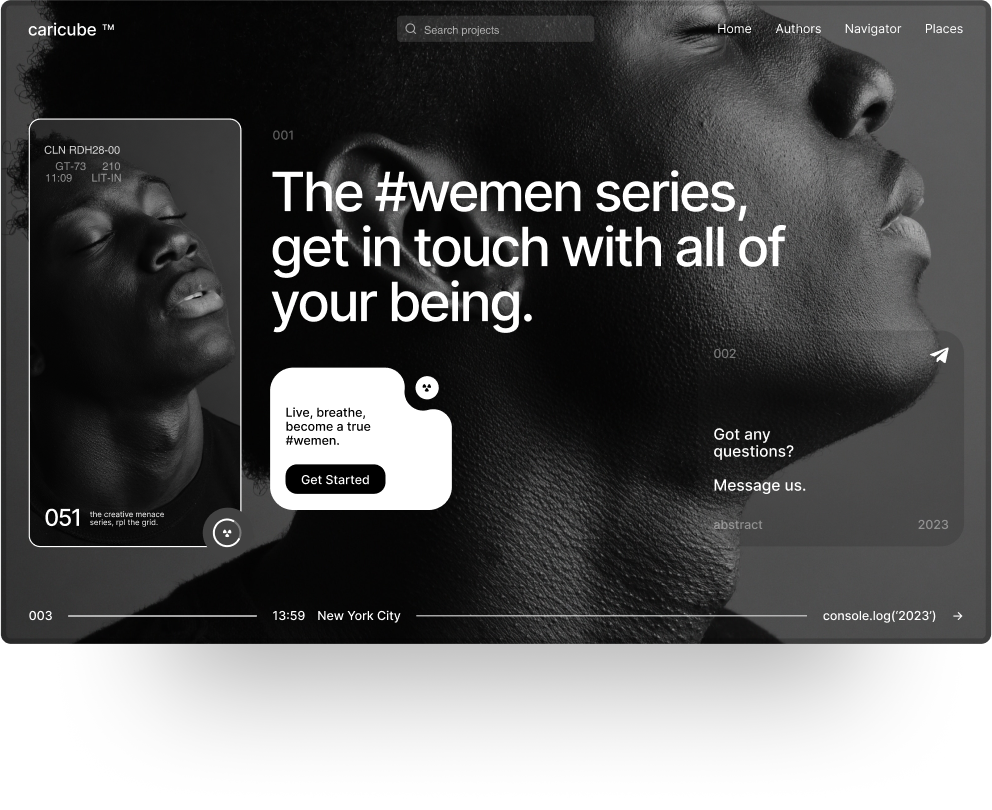 caricube ™
Search projects
Home Authors Navigator Places
CLN RDH28-00
GT-73 210
11:09 LIT-IN
051
the creative menace
series, rpl the grid.
001
The #wemen series,
get in touch with all of
your being.
Live, breathe,
become a true
#wemen.
Get Started
002
Got any
questions?
Message us.
abstract 2023
003
13:59 New York City
console.log('2023') →